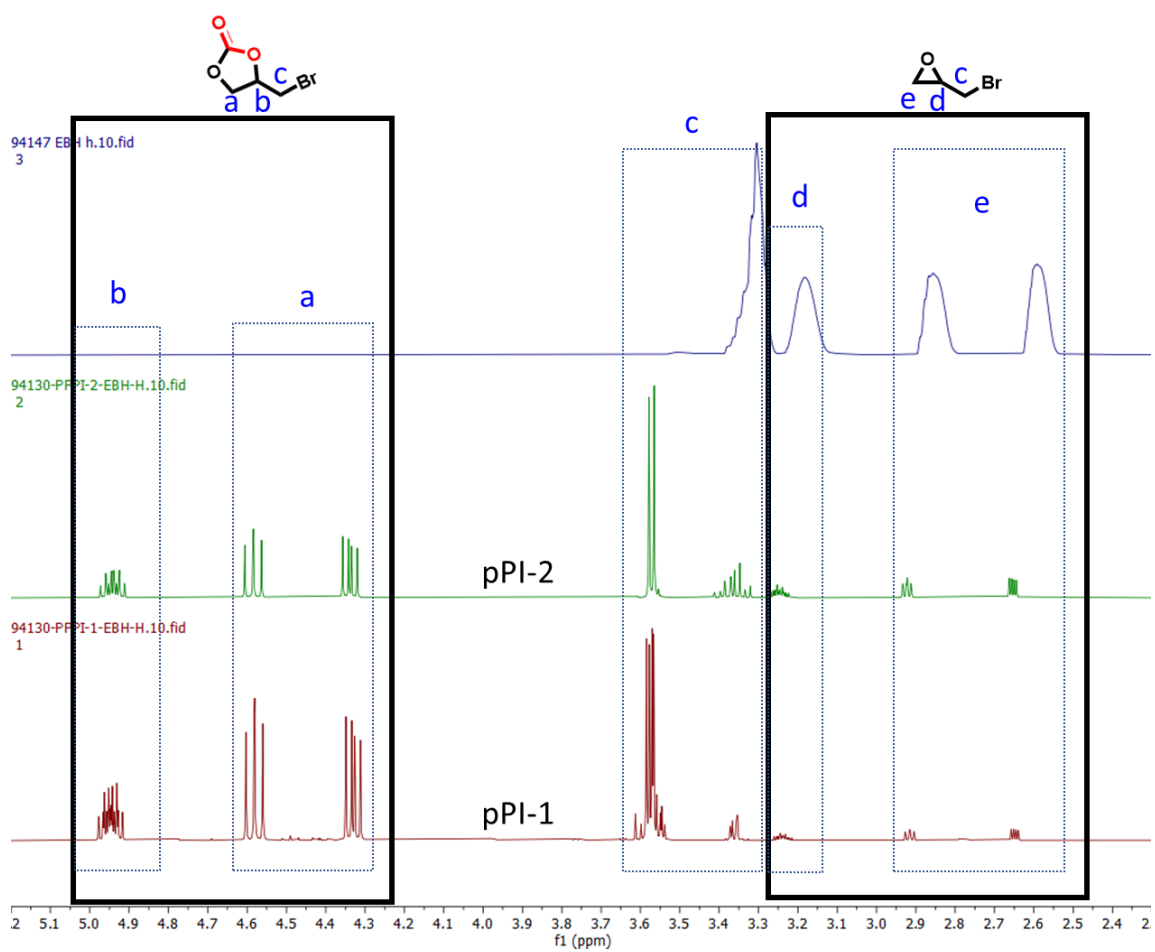 O
O
O
c
Br
a
b
O
c
Br
e
d
94147 EBH h.10.fid
3
c
d
e
b
a
94130-PFPI-2-EBH-H.10.fid
2
pPI-2
94130-PFPI-1-EBH-H.10.fid
1
pPI-1
5.1 5.0 4.9 4.8 4.7 4.6 4.5 4.4 4.3 4.2 4.1 4.0 3.9 3.8 3.7 3.6 3.5 3.4 3.3 3.2 3.1 3.0 2.9 2.8 2.7 2.6 2.5 2.4
f1 (ppm)